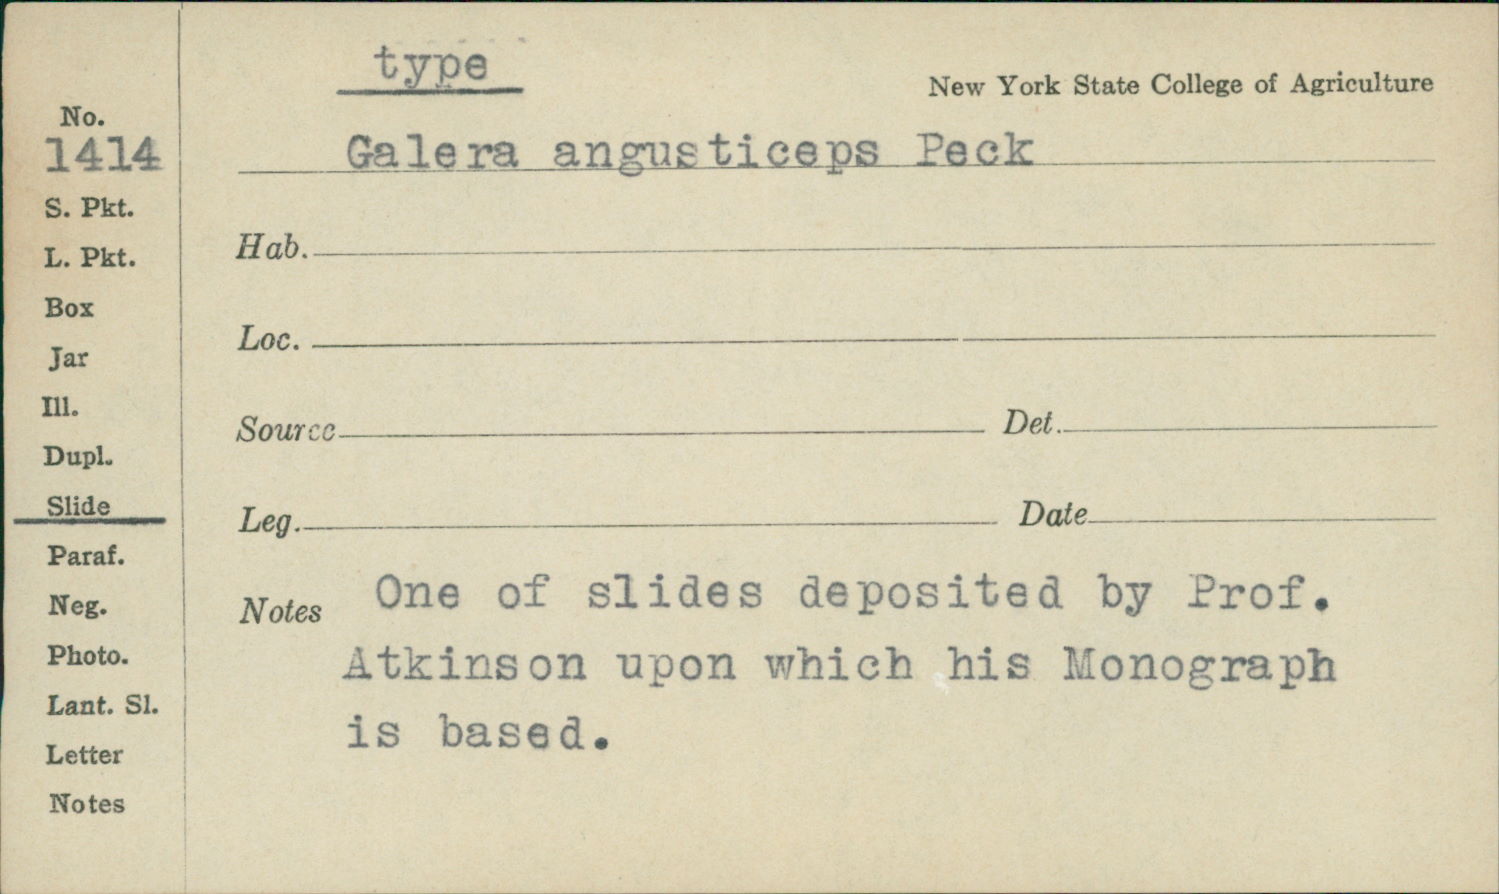 type
New York State College of Agriculture
No.
1414
Galera angusticeps Peck
S. Pkt.
L. Pkt.
Box
Jar
Ill.
Dupl.
Slide
Paraf.
Neg.
Photo.
Lant. Sl.
Letter
Notes
Hab.
Loc.
Source Det.
Leg. Date
Notes One of slides deposited by Prof.
Atkinson upon which his Monograph
is based.